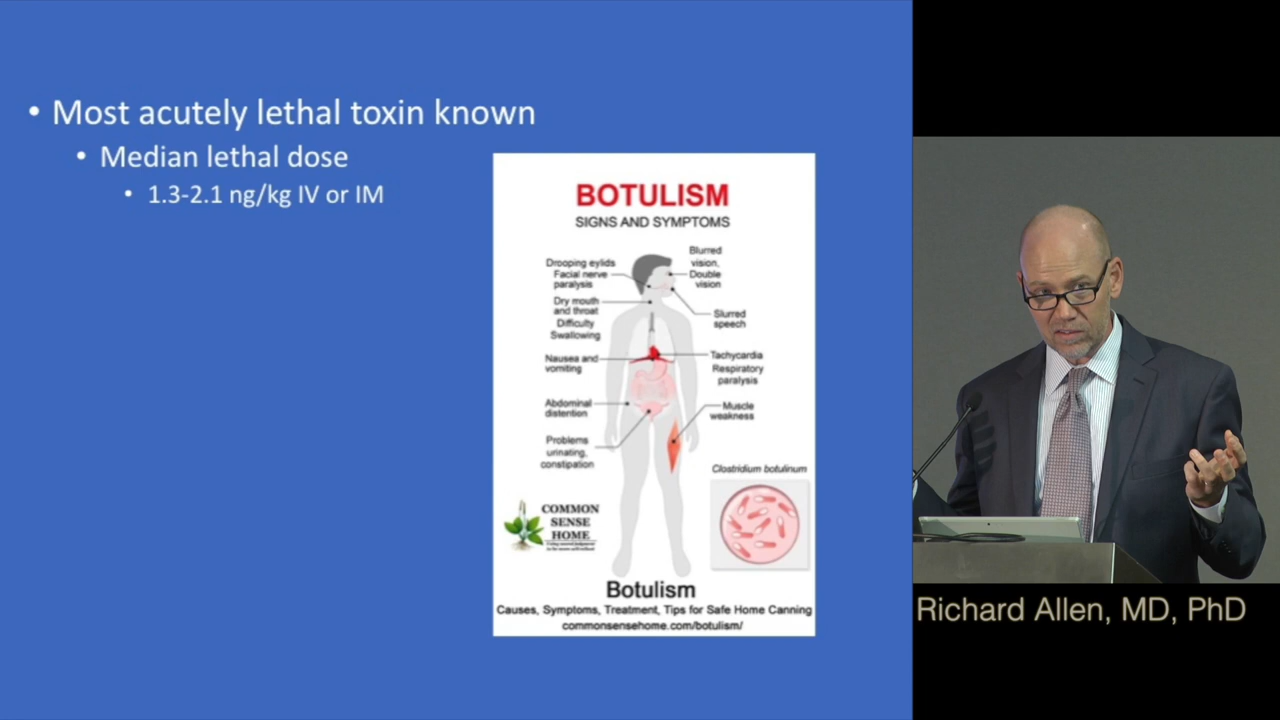 • Most acutely lethal toxin known
• Median lethal dose
• 1.3-2.1 ng/kg IV or IM
BOTULISM
SIGNS AND SYMPTOMS
Drooping eylids
Facial nerve
paralysis
Dry mouth
and throat
Difficulty
Swallowing
Nausea and
vomiting
Abdominal
distention
Problems
urinating,
constipation
Blurred
vision,
Double
vision
Slurred
speech
Tachycardia
Respiratory
paralysis
Muscle
weakness
Clostridium botulinum
COMMON
SENSE
HOME
Botulism
Causes, Symptoms, Treatment, Tips for Safe Home Canning
commonsensehome.com/botulism/
Richard Allen, MD, PhD